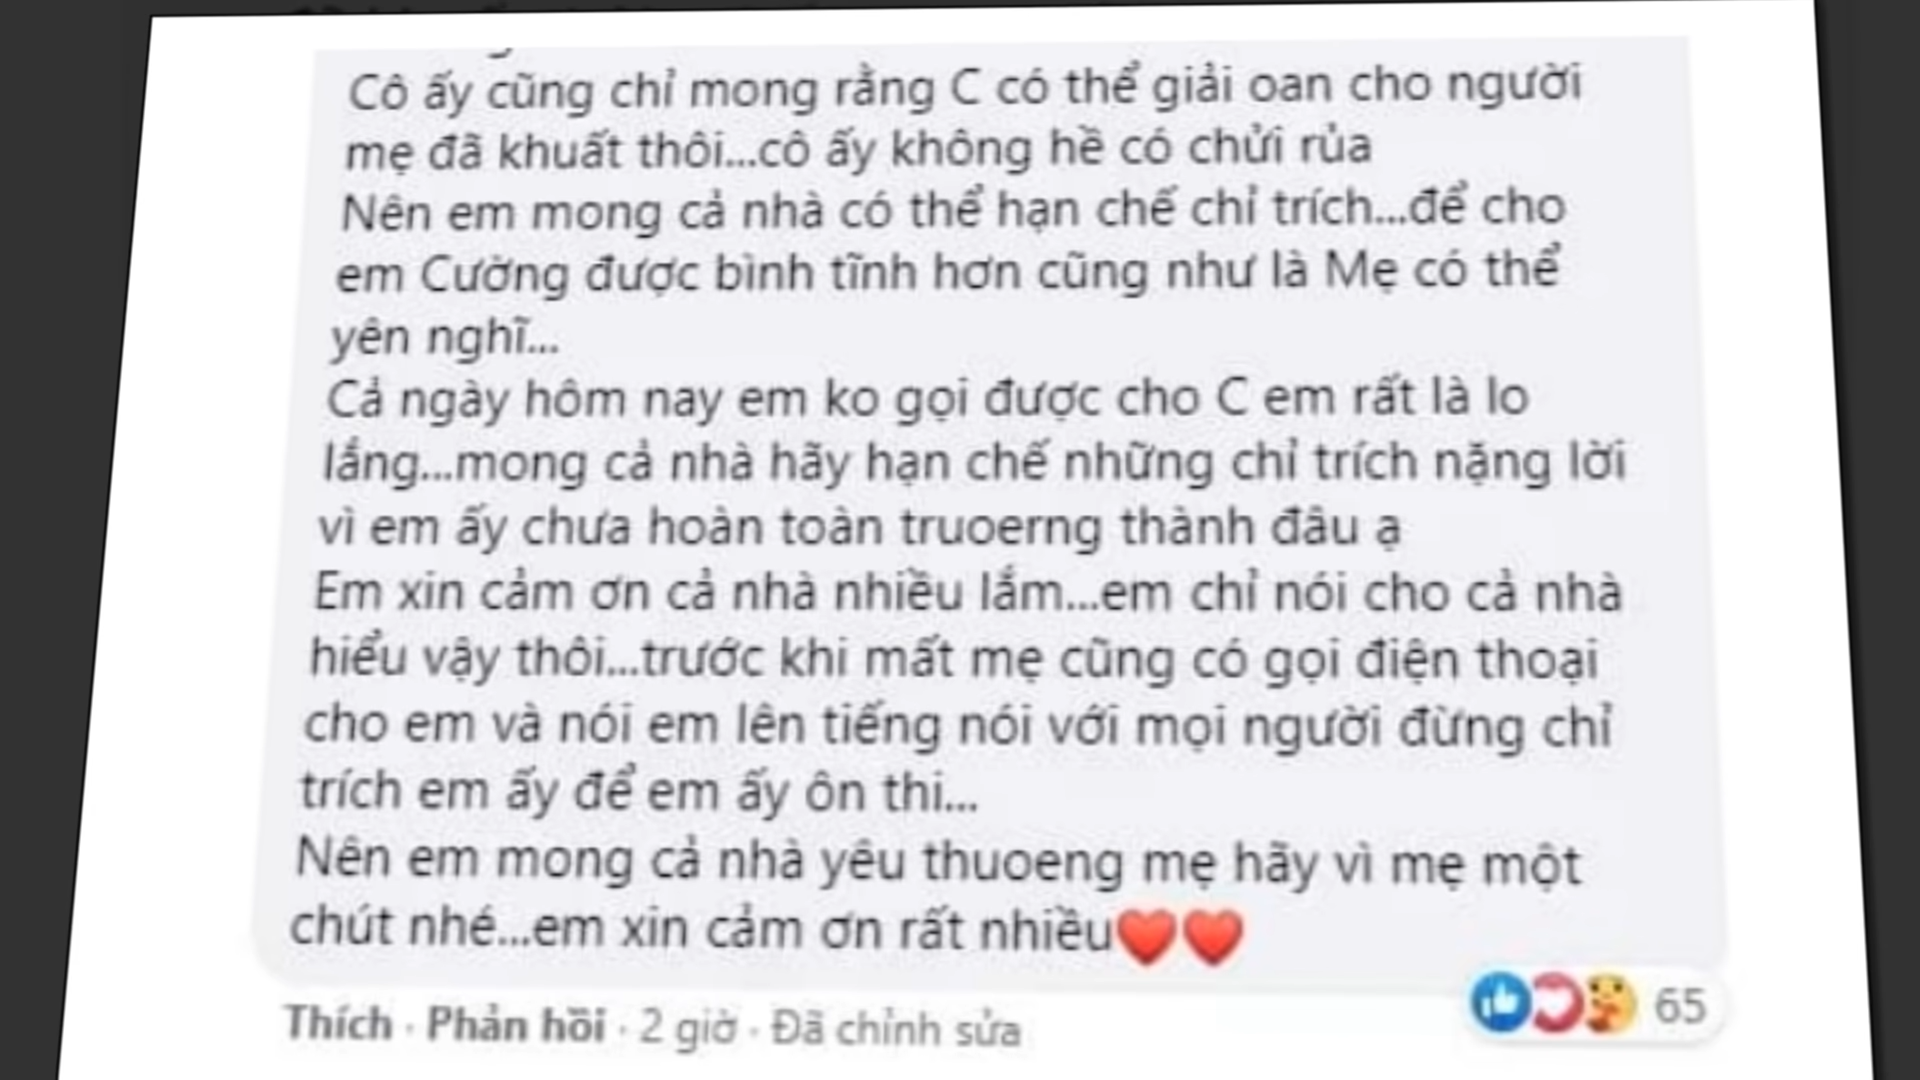 Cô ấy cũng chỉ mong rằng C có thể giải oan cho người
mẹ đã khuất thôi...cô ấy không hề có chửi rủa
Nên em mong cả nhà có thể hạn chế chỉ trích...để cho
em Cường được bình tĩnh hơn cũng như là Mẹ có thể
yên nghĩ...
Cả ngày hôm nay em ko gọi được cho C em rất là lo
lắng...mong cả nhà hãy hạn chế những chỉ trích nặng lời
vì em ấy chưa hoàn toàn truoerng thành đâu ạ
Em xin cảm ơn cả nhà nhiều lắm...em chỉ nói cho cả nhà
hiểu vậy thôi...trước khi mất mẹ cũng có gọi điện thoại
cho em và nói em lên tiếng nói với mọi người đừng chỉ
trích em ấy để em ấy ôn thi...
Nên em mong cả nhà yêu thuoeng mẹ hãy vì mẹ một
chút nhé...em xin cảm ơn rất nhiều❤️❤️
Thích · Phản hồi · 2 giờ · Đã chỉnh sửa
65